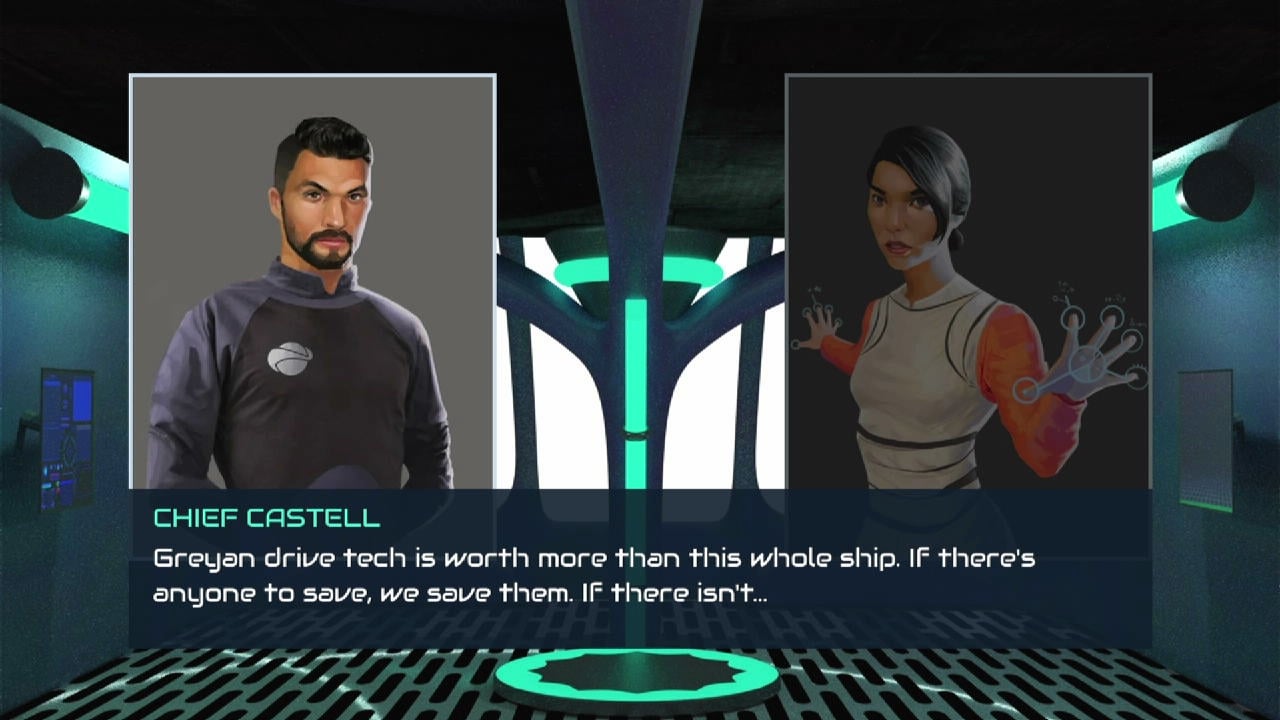 CHIEF CASTELL
Greyan drive tech is worth more than this whole ship. If there's
anyone to save, we save them. If there isn't...